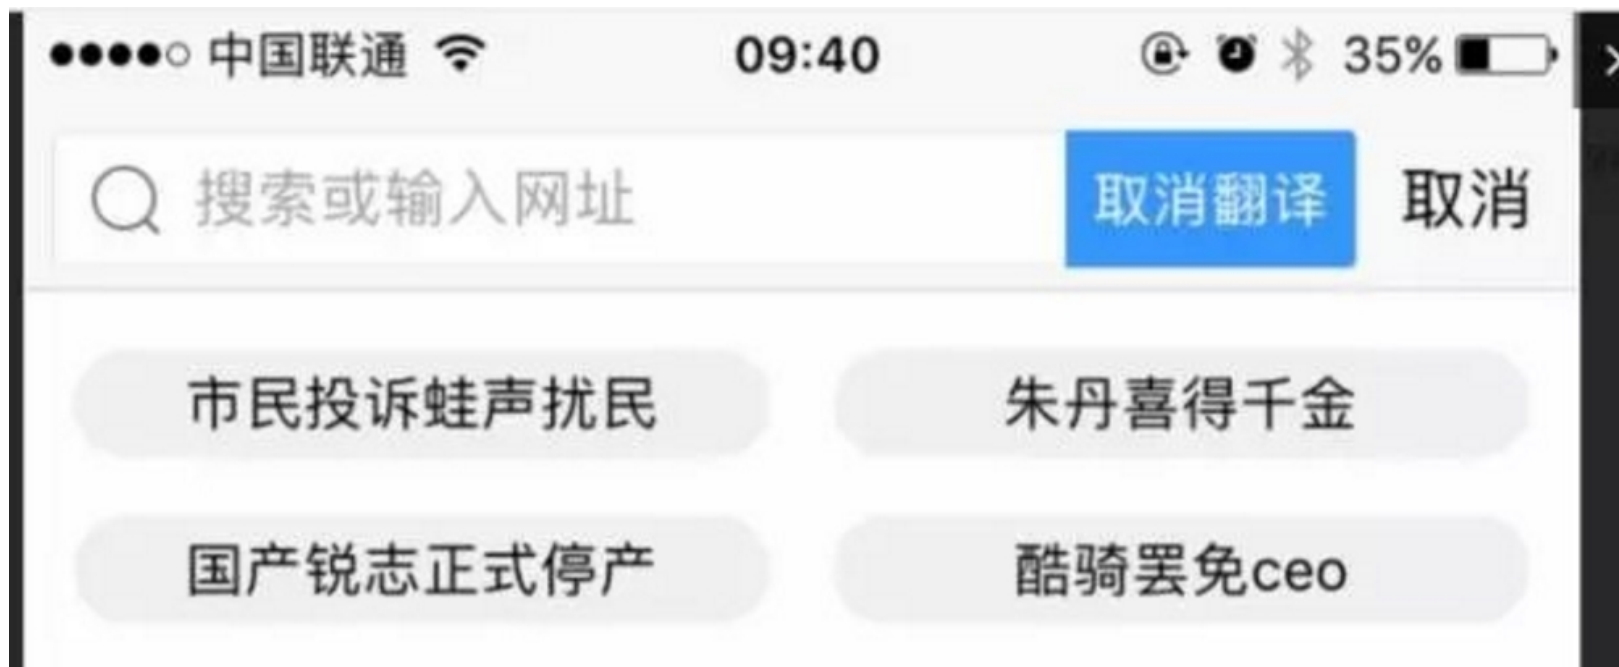 中国联通 09:40 35%
搜索或输入网址 取消翻译 取消
市民投诉蛙声扰民 朱丹喜得千金
国产锐志正式停产 酷骑罢免ceo